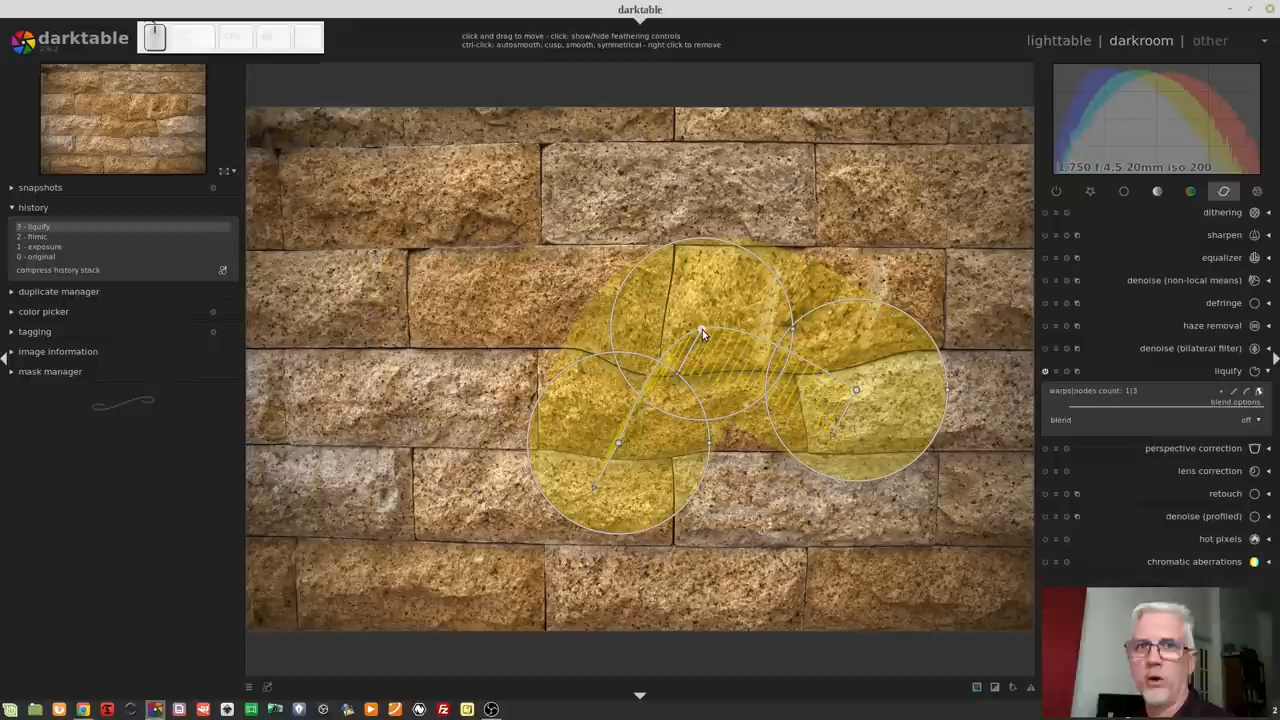 darktable
darktable
click and drag to move - click: show/hide feathering controls
ctrl-click: autosmooth, cusp, smooth, symmetrical - right click to remove
lighttable | darkroom | other
1/750 f/4.5 20mm iso 200
snapshots
history
3 - liquify
2 - filmic
1 - exposure
0 - original
compress history stack
duplicate manager
color picker
tagging
image information
mask manager
dithering
sharpen
equalizer
denoise (non-local means)
defringe
haze removal
denoise (bilateral filter)
liquify
warps|nodes count: 1|3
blend options
blend off
perspective correction
lens correction
retouch
denoise (profiled)
hot pixels
chromatic aberrations
2